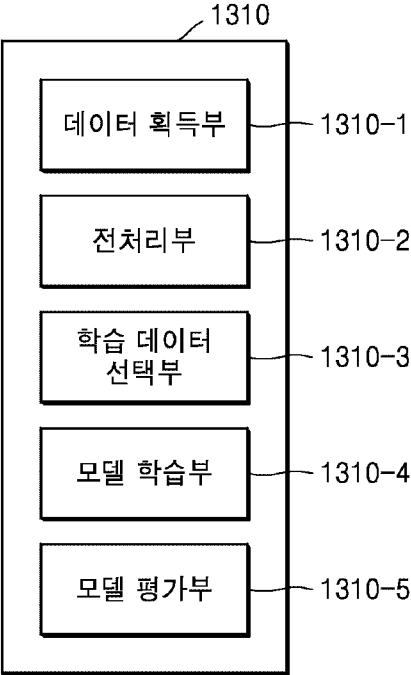 1310
데이터 획득부
1310-1
전처리부
1310-2
학습 데이터
선택부
1310-3
모델 학습부
1310-4
모델 평가부
1310-5